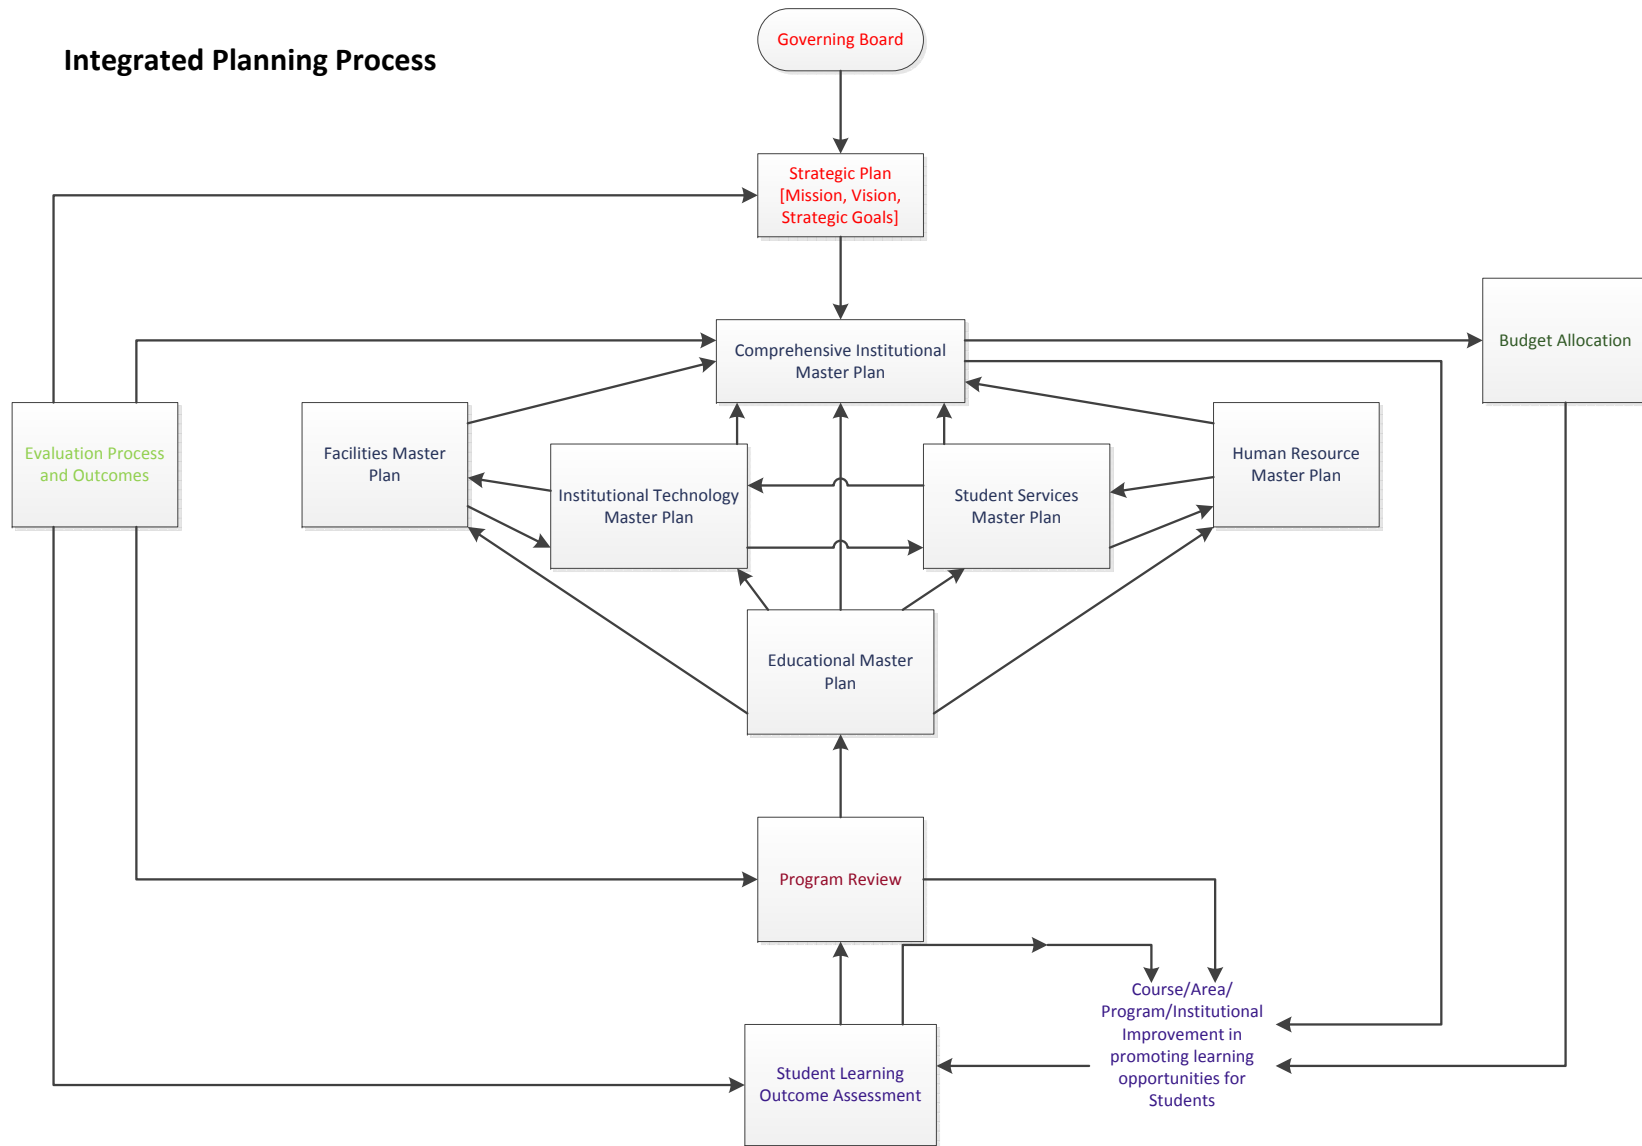 Integrated Planning Process
Governing Board
Strategic Plan
[Mission, Vision,
Strategic Goals]
Comprehensive Institutional
Master Plan
Budget Allocation
Evaluation Process
and Outcomes
Facilities Master
Plan
Institutional Technology
Master Plan
Student Services
Master Plan
Human Resource
Master Plan
Educational Master
Plan
Program Review
Student Learning
Outcome Assessment
Course/Area/
Program/Institutional
Improvement in
promoting learning
opportunities for
Students